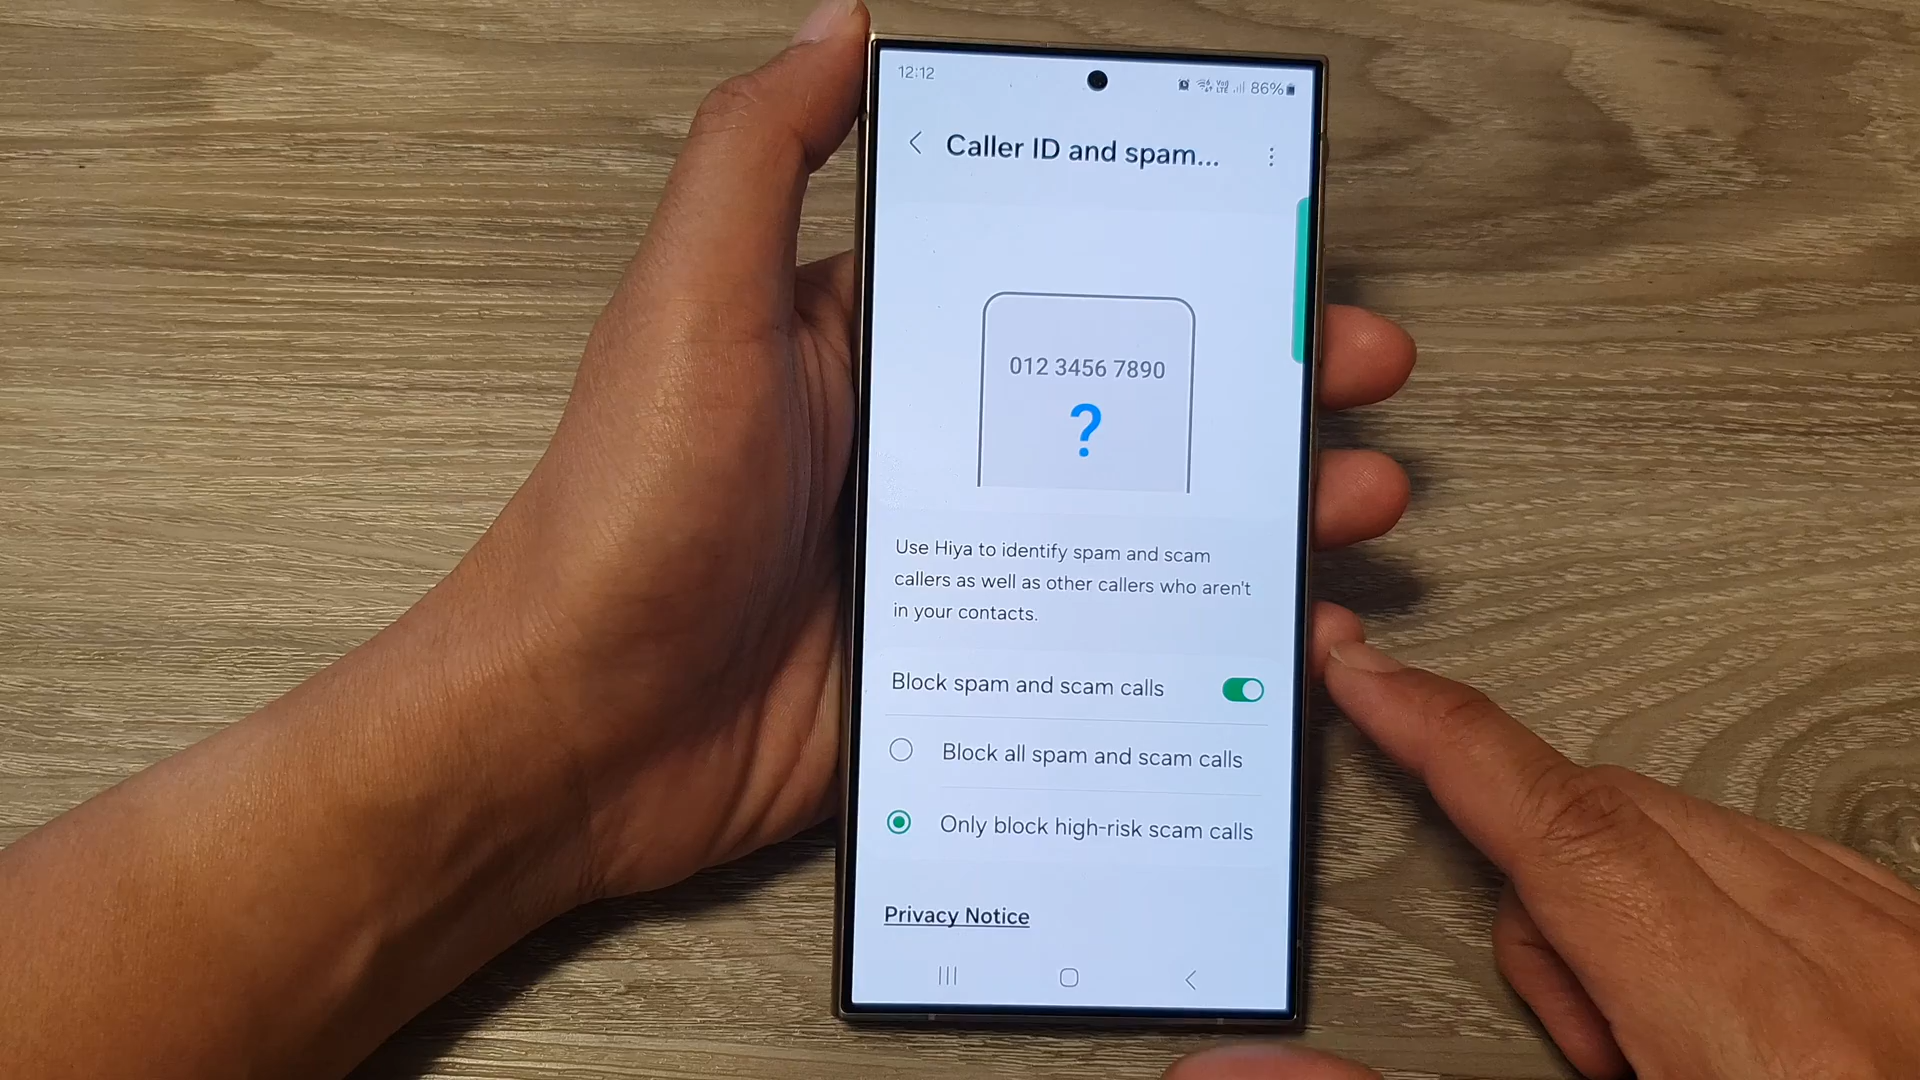 12:12
86%
Caller ID and spam...
012 3456 7890
?
Use Hiya to identify spam and scam
callers as well as other callers who aren't
in your contacts.
Block spam and scam calls
Block all spam and scam calls
Only block high-risk scam calls
Privacy Notice